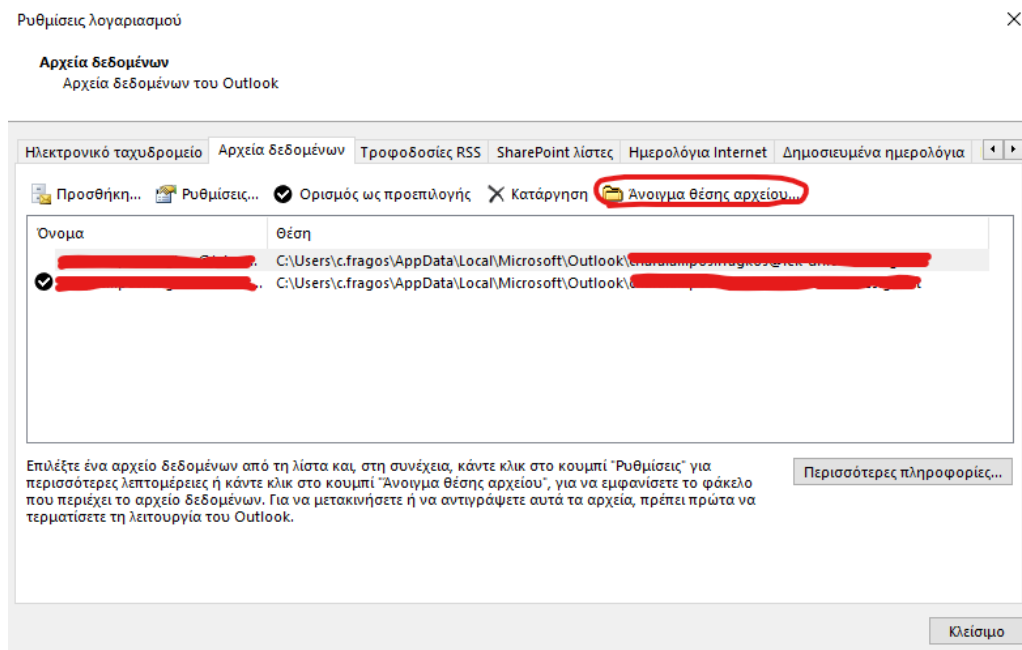 Ρυθμίσεις λογαριασμού
Αρχεία δεδομένων
Αρχεία δεδομένων του Outlook
Ηλεκτρονικό ταχυδρομείο Αρχεία δεδομένων Τροφοδοσίες RSS SharePoint λίστες Ημερολόγια Internet Δημοσιευμένα ημερολόγια
Προσθήκη... Ρυθμίσεις... Ορισμός ως προεπιλογής Κατάργηση Άνοιγμα θέσης αρχείου...
Όνομα Θέση
C:\Users\c.fragos\AppData\Local\Microsoft\Outlook\
C:\Users\c.fragos\AppData\Local\Microsoft\Outlook\
Επιλέξτε ένα αρχείο δεδομένων από τη λίστα και, στη συνέχεια, κάντε κλικ στο κουμπί "Ρυθμίσεις" για
περισσότερες λεπτομέρειες ή κάντε κλικ στο κουμπί "Άνοιγμα θέσης αρχείου", για να εμφανίσετε το φάκελο
που περιέχει το αρχείο δεδομένων. Για να μετακινήσετε ή να αντιγράψετε αυτά τα αρχεία, πρέπει πρώτα να
τερματίσετε τη λειτουργία του Outlook.
Περισσότερες πληροφορίες...
Κλείσιμο